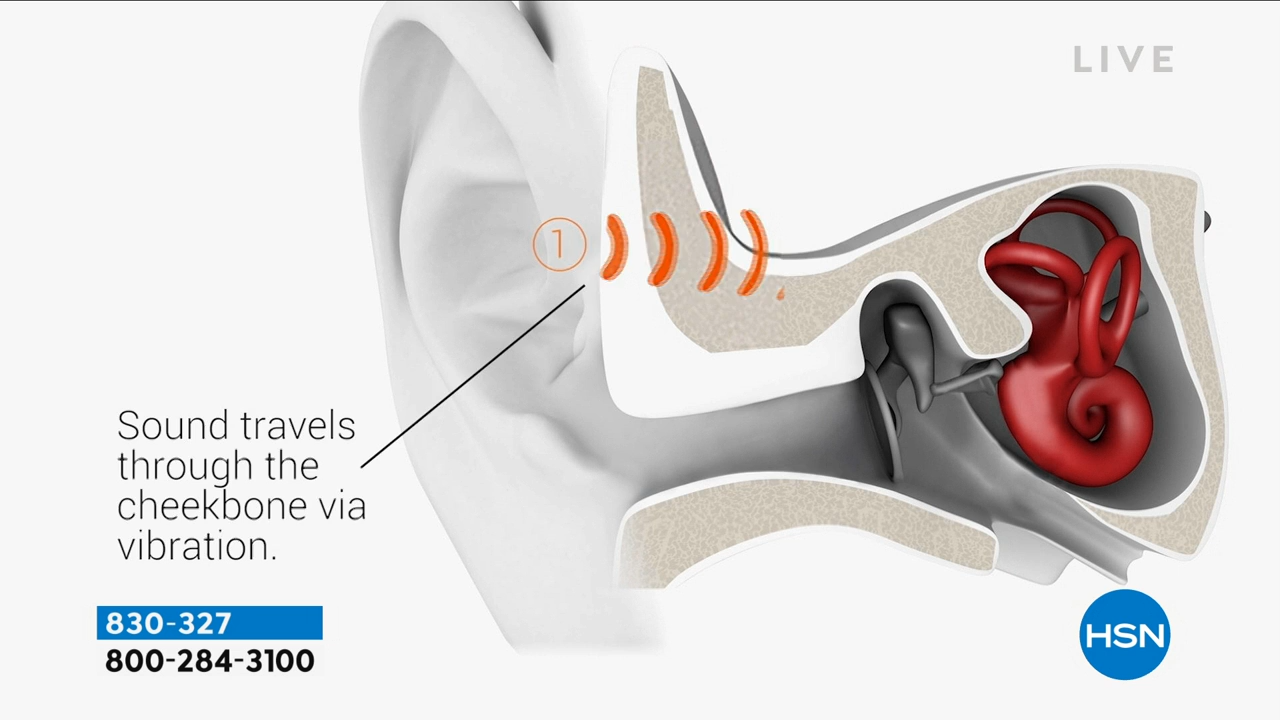 LIVE
1
Sound travels
through the
cheekbone via
vibration.
830-327
800-284-3100
HSN